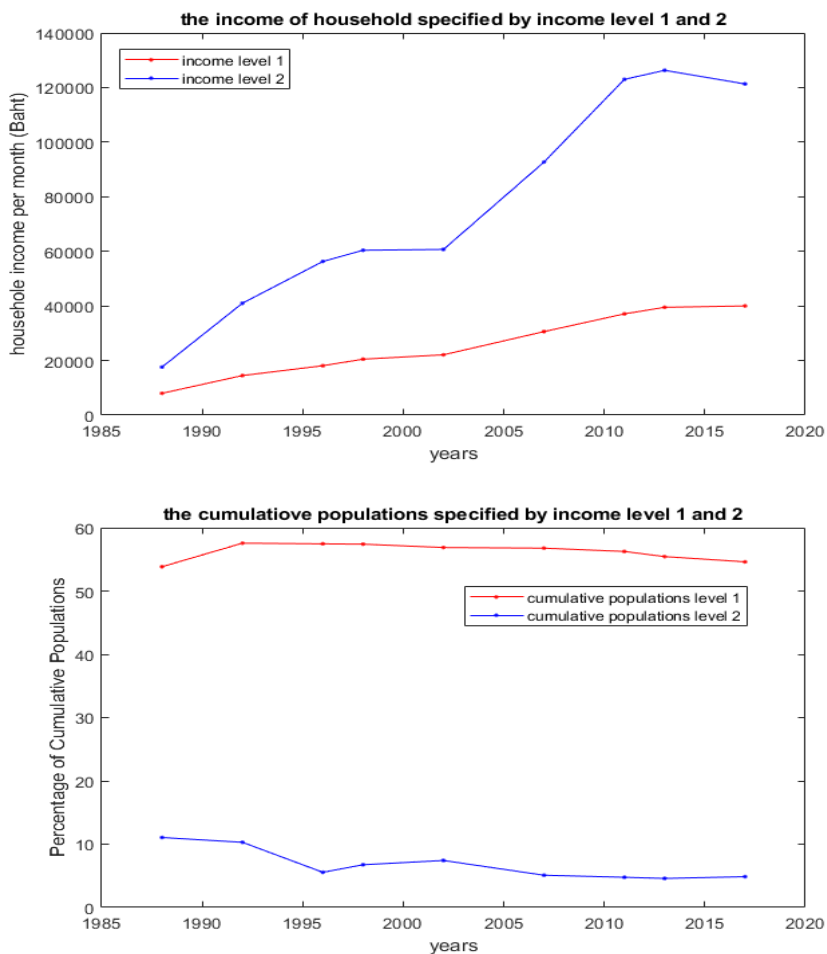 the income of household specified by income level 1 and 2
140000
120000
100000
80000
60000
40000
20000
0
househole income per month (Baht)
income level 1
income level 2
1985 1990 1995 2000 2005 2010 2015 2020
years
the cumulatiove populations specified by income level 1 and 2
60
50
40
30
20
10
0
Percentage of Cumulative Populations
cumulative populations level 1
cumulative populations level 2
1985 1990 1995 2000 2005 2010 2015 2020
years